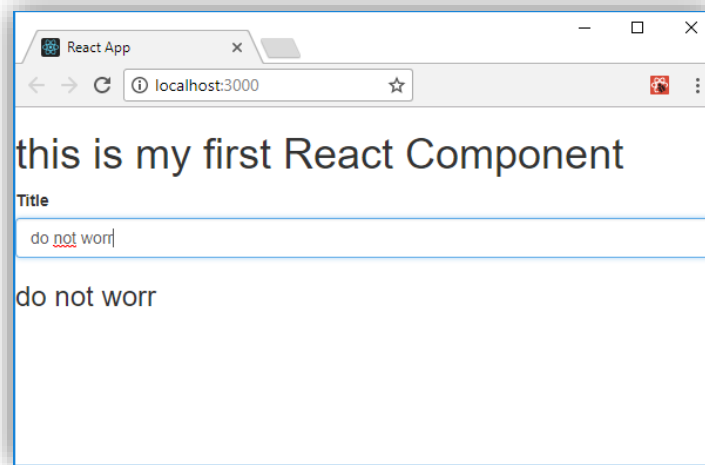 React App
localhost:3000
this is my first React Component
Title
do not worr
do not worr